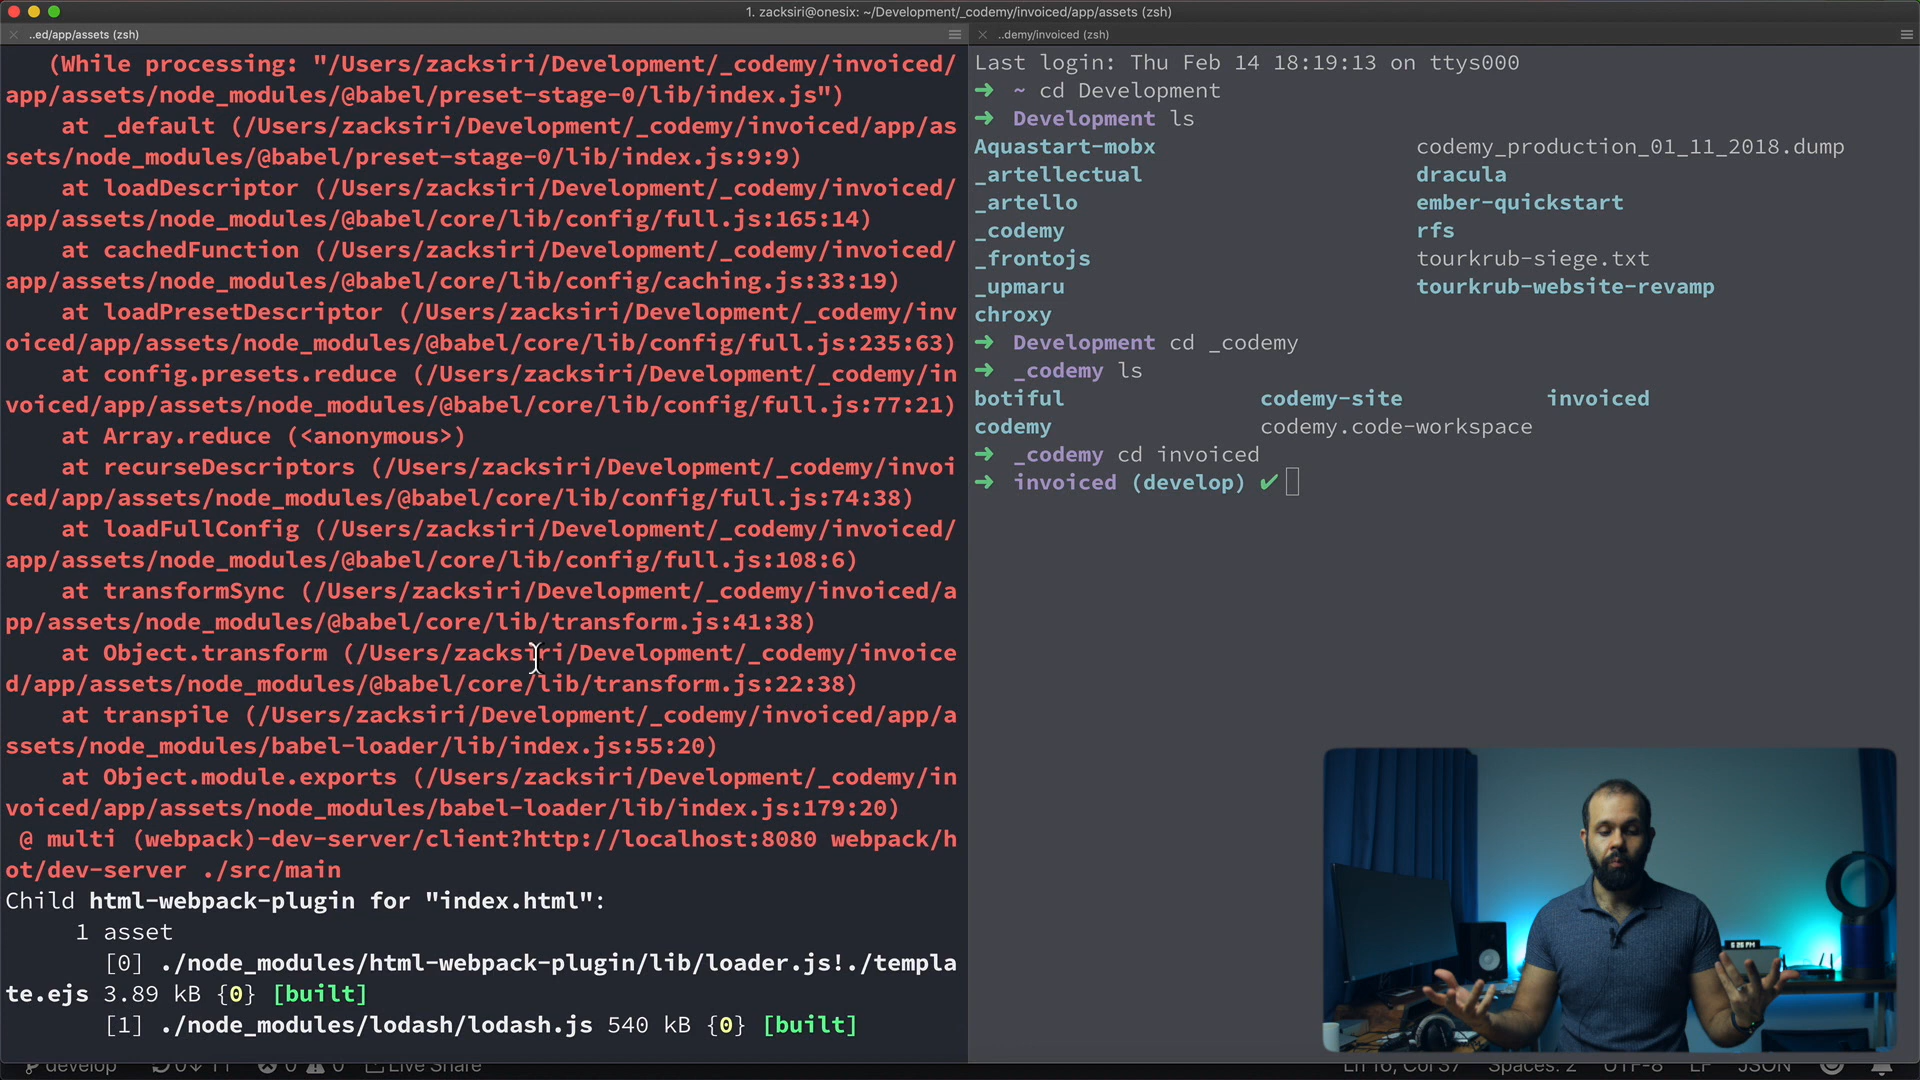 1. zacksiri@onesix: ~/Development/_codemy/invoiced/app/assets (zsh)
..ed/app/assets (zsh)
(While processing: "/Users/zacksiri/Development/_codemy/invoiced/
app/assets/node_modules/@babel/preset-stage-0/lib/index.js")
at _default (/Users/zacksiri/Development/_codemy/invoiced/app/as
sets/node_modules/@babel/preset-stage-0/lib/index.js:9:9)
at loadDescriptor (/Users/zacksiri/Development/_codemy/invoiced/
app/assets/node_modules/@babel/core/lib/config/full.js:165:14)
at cachedFunction (/Users/zacksiri/Development/_codemy/invoiced/
app/assets/node_modules/@babel/core/lib/config/caching.js:33:19)
at loadPresetDescriptor (/Users/zacksiri/Development/_codemy/inv
oiced/app/assets/node_modules/@babel/core/lib/config/full.js:235:63)
at config.presets.reduce (/Users/zacksiri/Development/_codemy/in
voiced/app/assets/node_modules/@babel/core/lib/config/full.js:77:21)
at Array.reduce (<anonymous>)
at recurseDescriptors (/Users/zacksiri/Development/_codemy/invoi
ced/app/assets/node_modules/@babel/core/lib/config/full.js:74:38)
at loadFullConfig (/Users/zacksiri/Development/_codemy/invoiced/
app/assets/node_modules/@babel/core/lib/config/full.js:108:6)
at transformSync (/Users/zacksiri/Development/_codemy/invoiced/a
pp/assets/node_modules/@babel/core/lib/transform.js:41:38)
at Object.transform (/Users/zacksiri/Development/_codemy/invoice
d/app/assets/node_modules/@babel/core/lib/transform.js:22:38)
at transpile (/Users/zacksiri/Development/_codemy/invoiced/app/a
ssets/node_modules/babel-loader/lib/index.js:55:20)
at Object.module.exports (/Users/zacksiri/Development/_codemy/in
voiced/app/assets/node_modules/babel-loader/lib/index.js:179:20)
@ multi (webpack)-dev-server/client?http://localhost:8080 webpack/h
ot/dev-server ./src/main
Child html-webpack-plugin for "index.html":
1 asset
[0] ./node_modules/html-webpack-plugin/lib/loader.js!./templa
te.ejs 3.89 kB {0} [built]
[1] ./node_modules/lodash/lodash.js 540 kB {0} [built]
..demy/invoiced (zsh)
Last login: Thu Feb 14 18:19:13 on ttys000
➜ ~ cd Development
➜ Development ls
Aquastart-mobx codemy_production_01_11_2018.dump
_artellectual dracula
_artello ember-quickstart
_codemy rfs
_frontojs tourkrub-siege.txt
_upmaru tourkrub-website-revamp
chroxy
➜ Development cd _codemy
➜ _codemy ls
botiful codemy-site invoiced
codemy codemy.code-workspace
➜ _codemy cd invoiced
➜ invoiced (develop) ✔
develop 0 0 Live Share Ln 16, Col 37 Spaces: 2 UTF-8 LF JSON